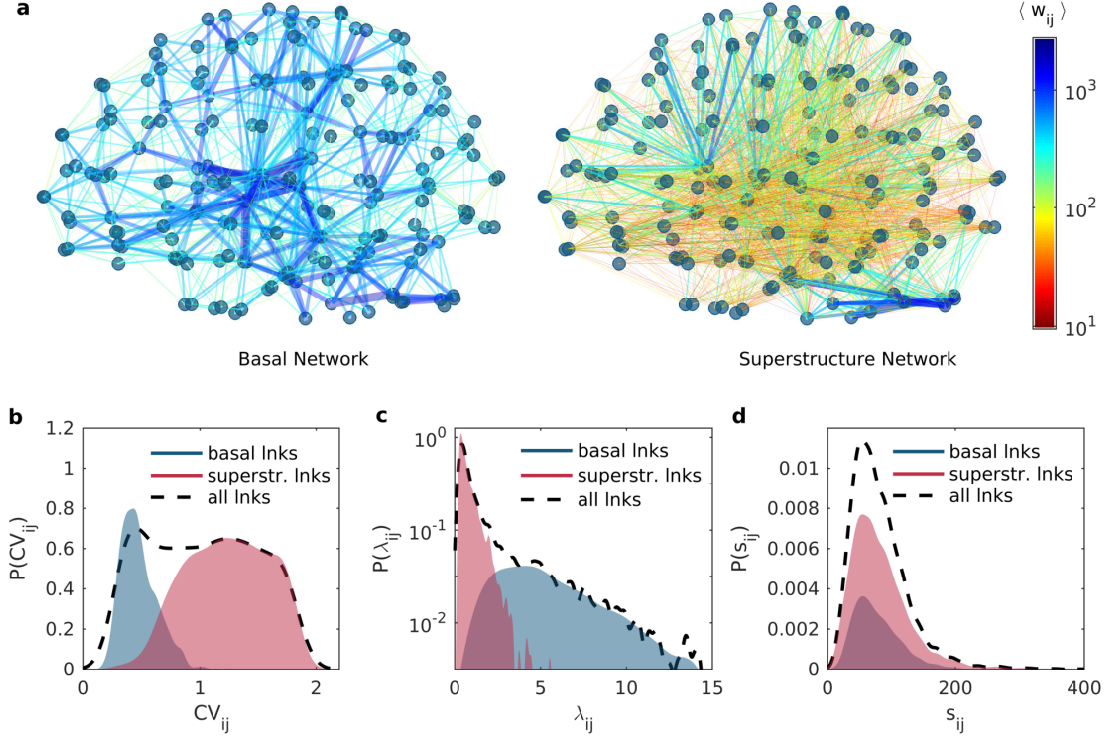 a
⟨ w_ij ⟩
10^3
10^2
10^1
Basal Network
Superstructure Network
b
1.2
1
0.8
0.6
0.4
0.2
0
P(CV_ij)
basal lnks
superstr. lnks
all lnks
0 1 2
CV_ij
c
10^0
10^-1
10^-2
P(λ_ij)
basal lnks
superstr. lnks
all lnks
0 5 10 15
λ_ij
d
0.01
0.008
0.006
0.004
0.002
0
P(s_ij)
basal lnks
superstr. lnks
all lnks
0 200 400
s_ij